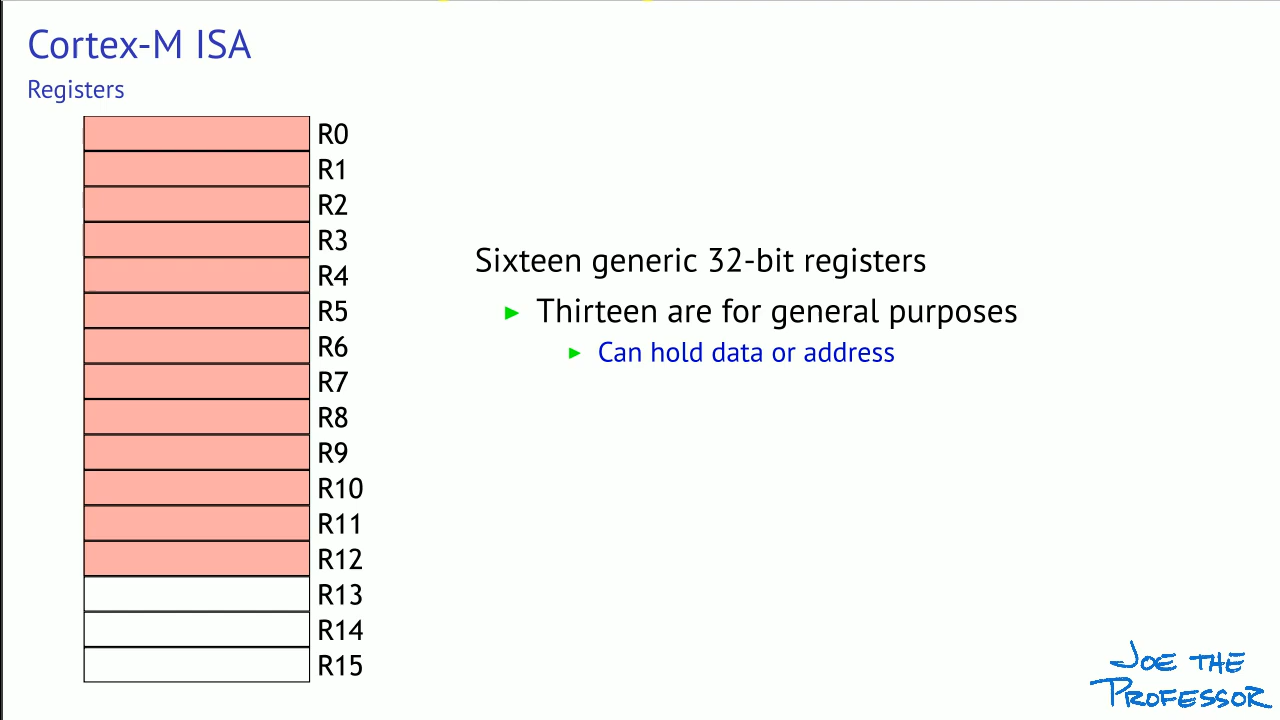 Cortex-M ISA
Registers
R0
R1
R2
R3
R4
R5
R6
R7
R8
R9
R10
R11
R12
R13
R14
R15
Sixteen generic 32-bit registers
Thirteen are for general purposes
Can hold data or address
JOE THE
PROFESSOR